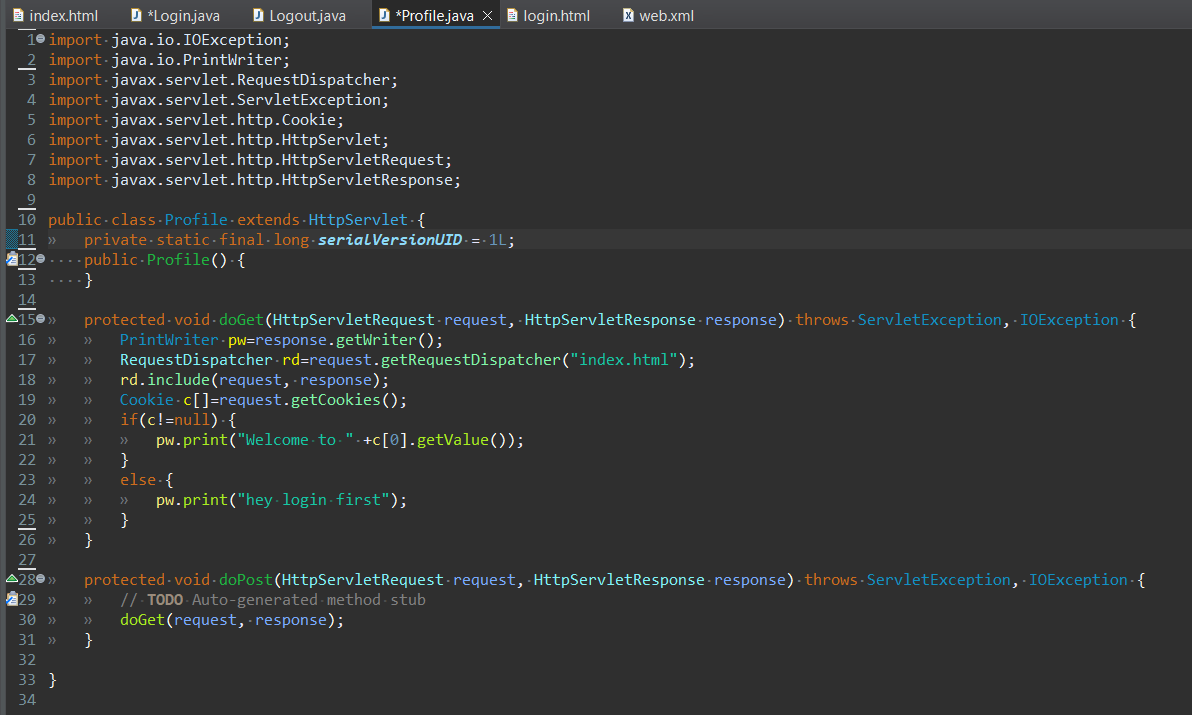 index.html *Login.java Logout.java *Profile.java login.html web.xml
1 import java.io.IOException;
2 import java.io.PrintWriter;
3 import javax.servlet.RequestDispatcher;
4 import javax.servlet.ServletException;
5 import javax.servlet.http.Cookie;
6 import javax.servlet.http.HttpServlet;
7 import javax.servlet.http.HttpServletRequest;
8 import javax.servlet.http.HttpServletResponse;
9
10 public class Profile extends HttpServlet {
11 private static final long serialVersionUID = 1L;
12 public Profile() {
13 }
14
15 protected void doGet(HttpServletRequest request, HttpServletResponse response) throws ServletException, IOException {
16 PrintWriter pw=response.getWriter();
17 RequestDispatcher rd=request.getRequestDispatcher("index.html");
18 rd.include(request, response);
19 Cookie c[]=request.getCookies();
20 if(c!=null) {
21 pw.print("Welcome to " +c[0].getValue());
22 }
23 else {
24 pw.print("hey login first");
25 }
26 }
27
28 protected void doPost(HttpServletRequest request, HttpServletResponse response) throws ServletException, IOException {
29 // TODO Auto-generated method stub
30 doGet(request, response);
31 }
32
33 }
34